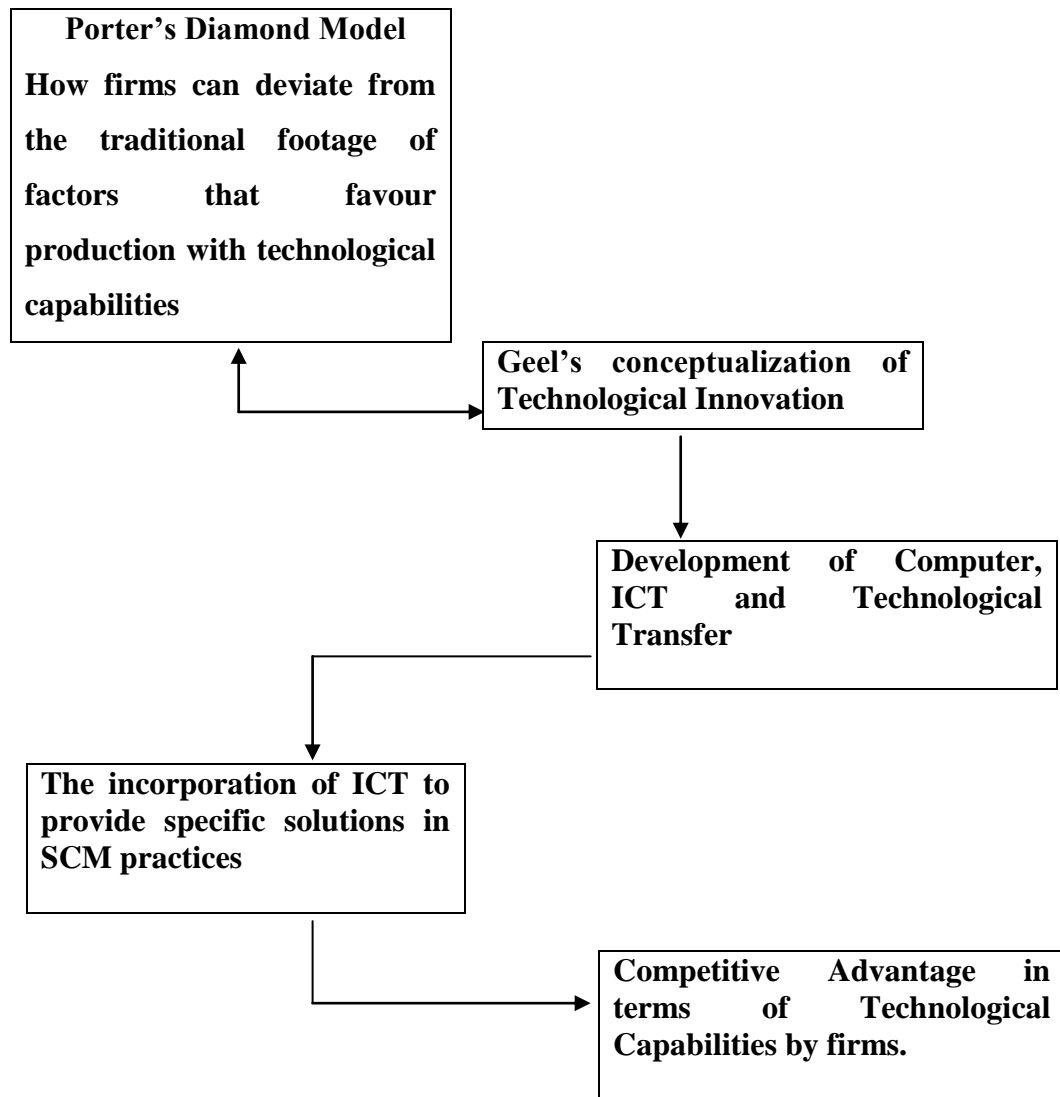 Porter’s Diamond Model
How firms can deviate from
the traditional footage of
factors that favour
production with technological
capabilities
Geel’s conceptualization of
Technological Innovation
Development of Computer,
ICT and Technological
Transfer
The incorporation of ICT to
provide specific solutions in
SCM practices
Competitive Advantage in
terms of Technological
Capabilities by firms.